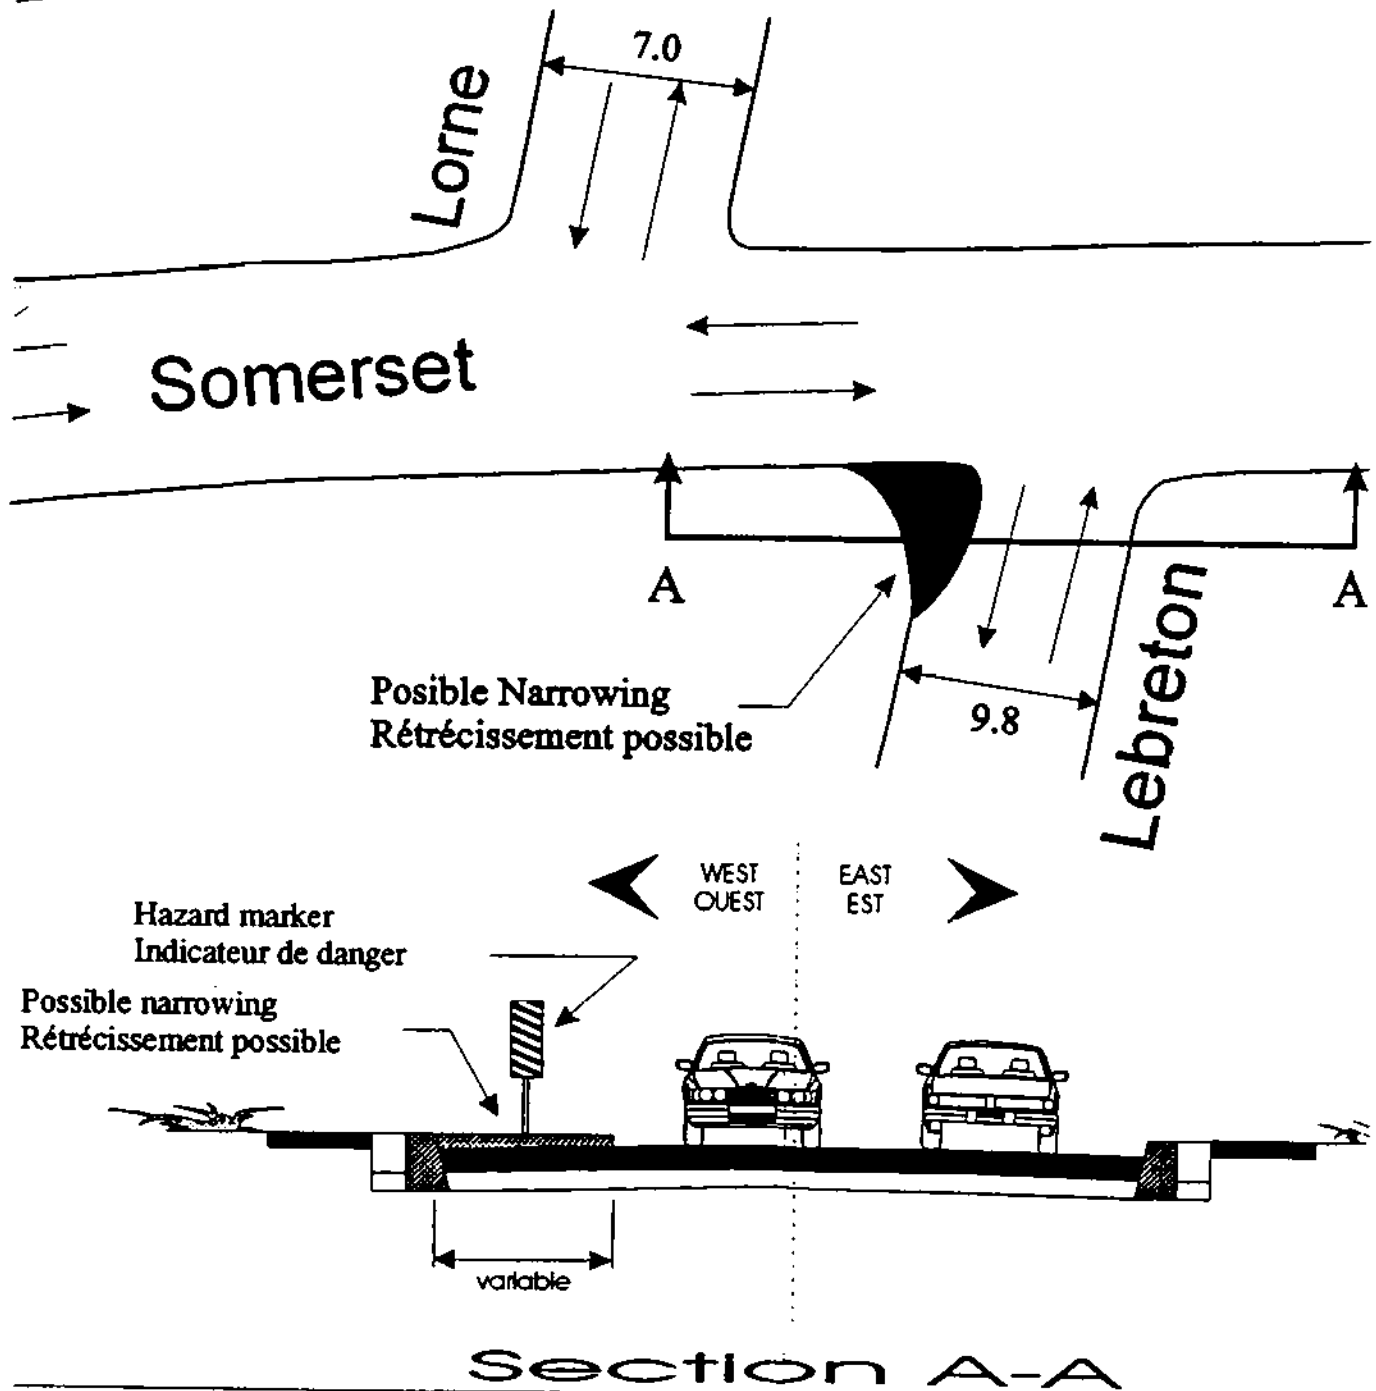 7.0
Lorne
Somerset
A
A
Posible Narrowing
Rétrécissement possible
9.8
Lebreton
WEST
OUEST
EAST
EST
Hazard marker
Indicateur de danger
Possible narrowing
Rétrécissement possible
variable
Section A-A